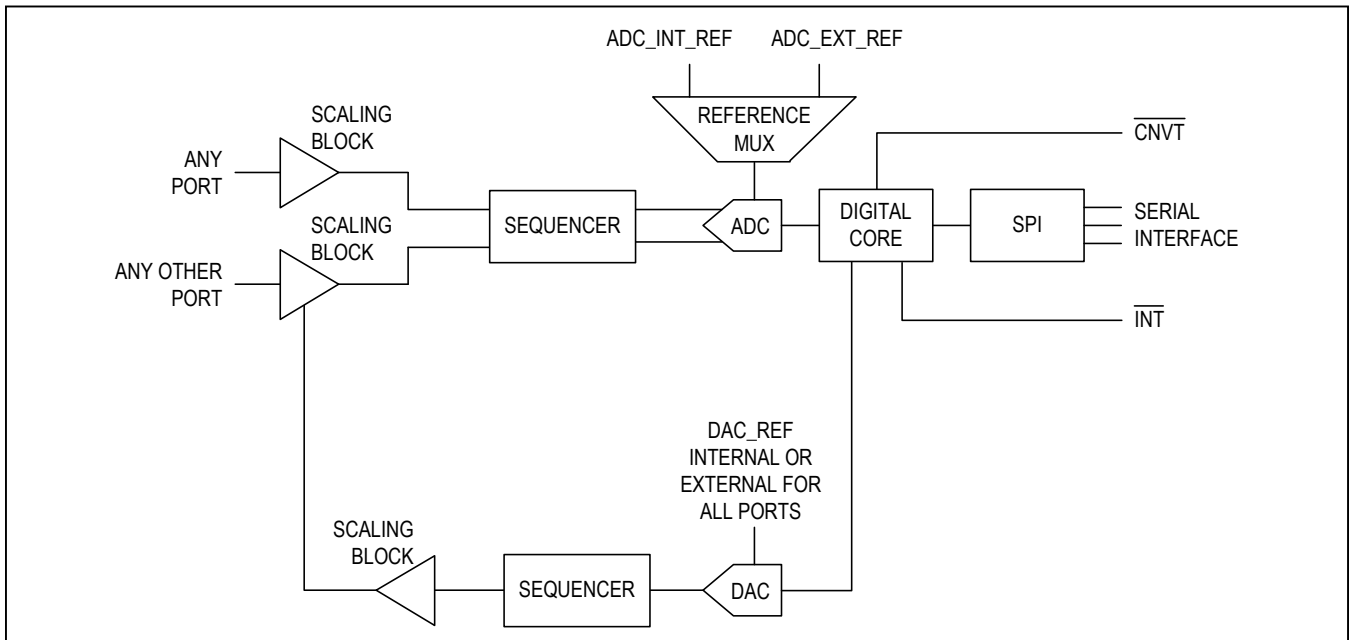 ADC_INT_REF
ADC_EXT_REF
SCALING
BLOCK
REFERENCE
MUX
CNVT
ANY
PORT
SCALING
BLOCK
SEQUENCER
ADC
DIGITAL
CORE
SPI
SERIAL
INTERFACE
ANY OTHER
PORT
INT
DAC_REF
INTERNAL OR
EXTERNAL FOR
ALL PORTS
SCALING
BLOCK
SEQUENCER
DAC